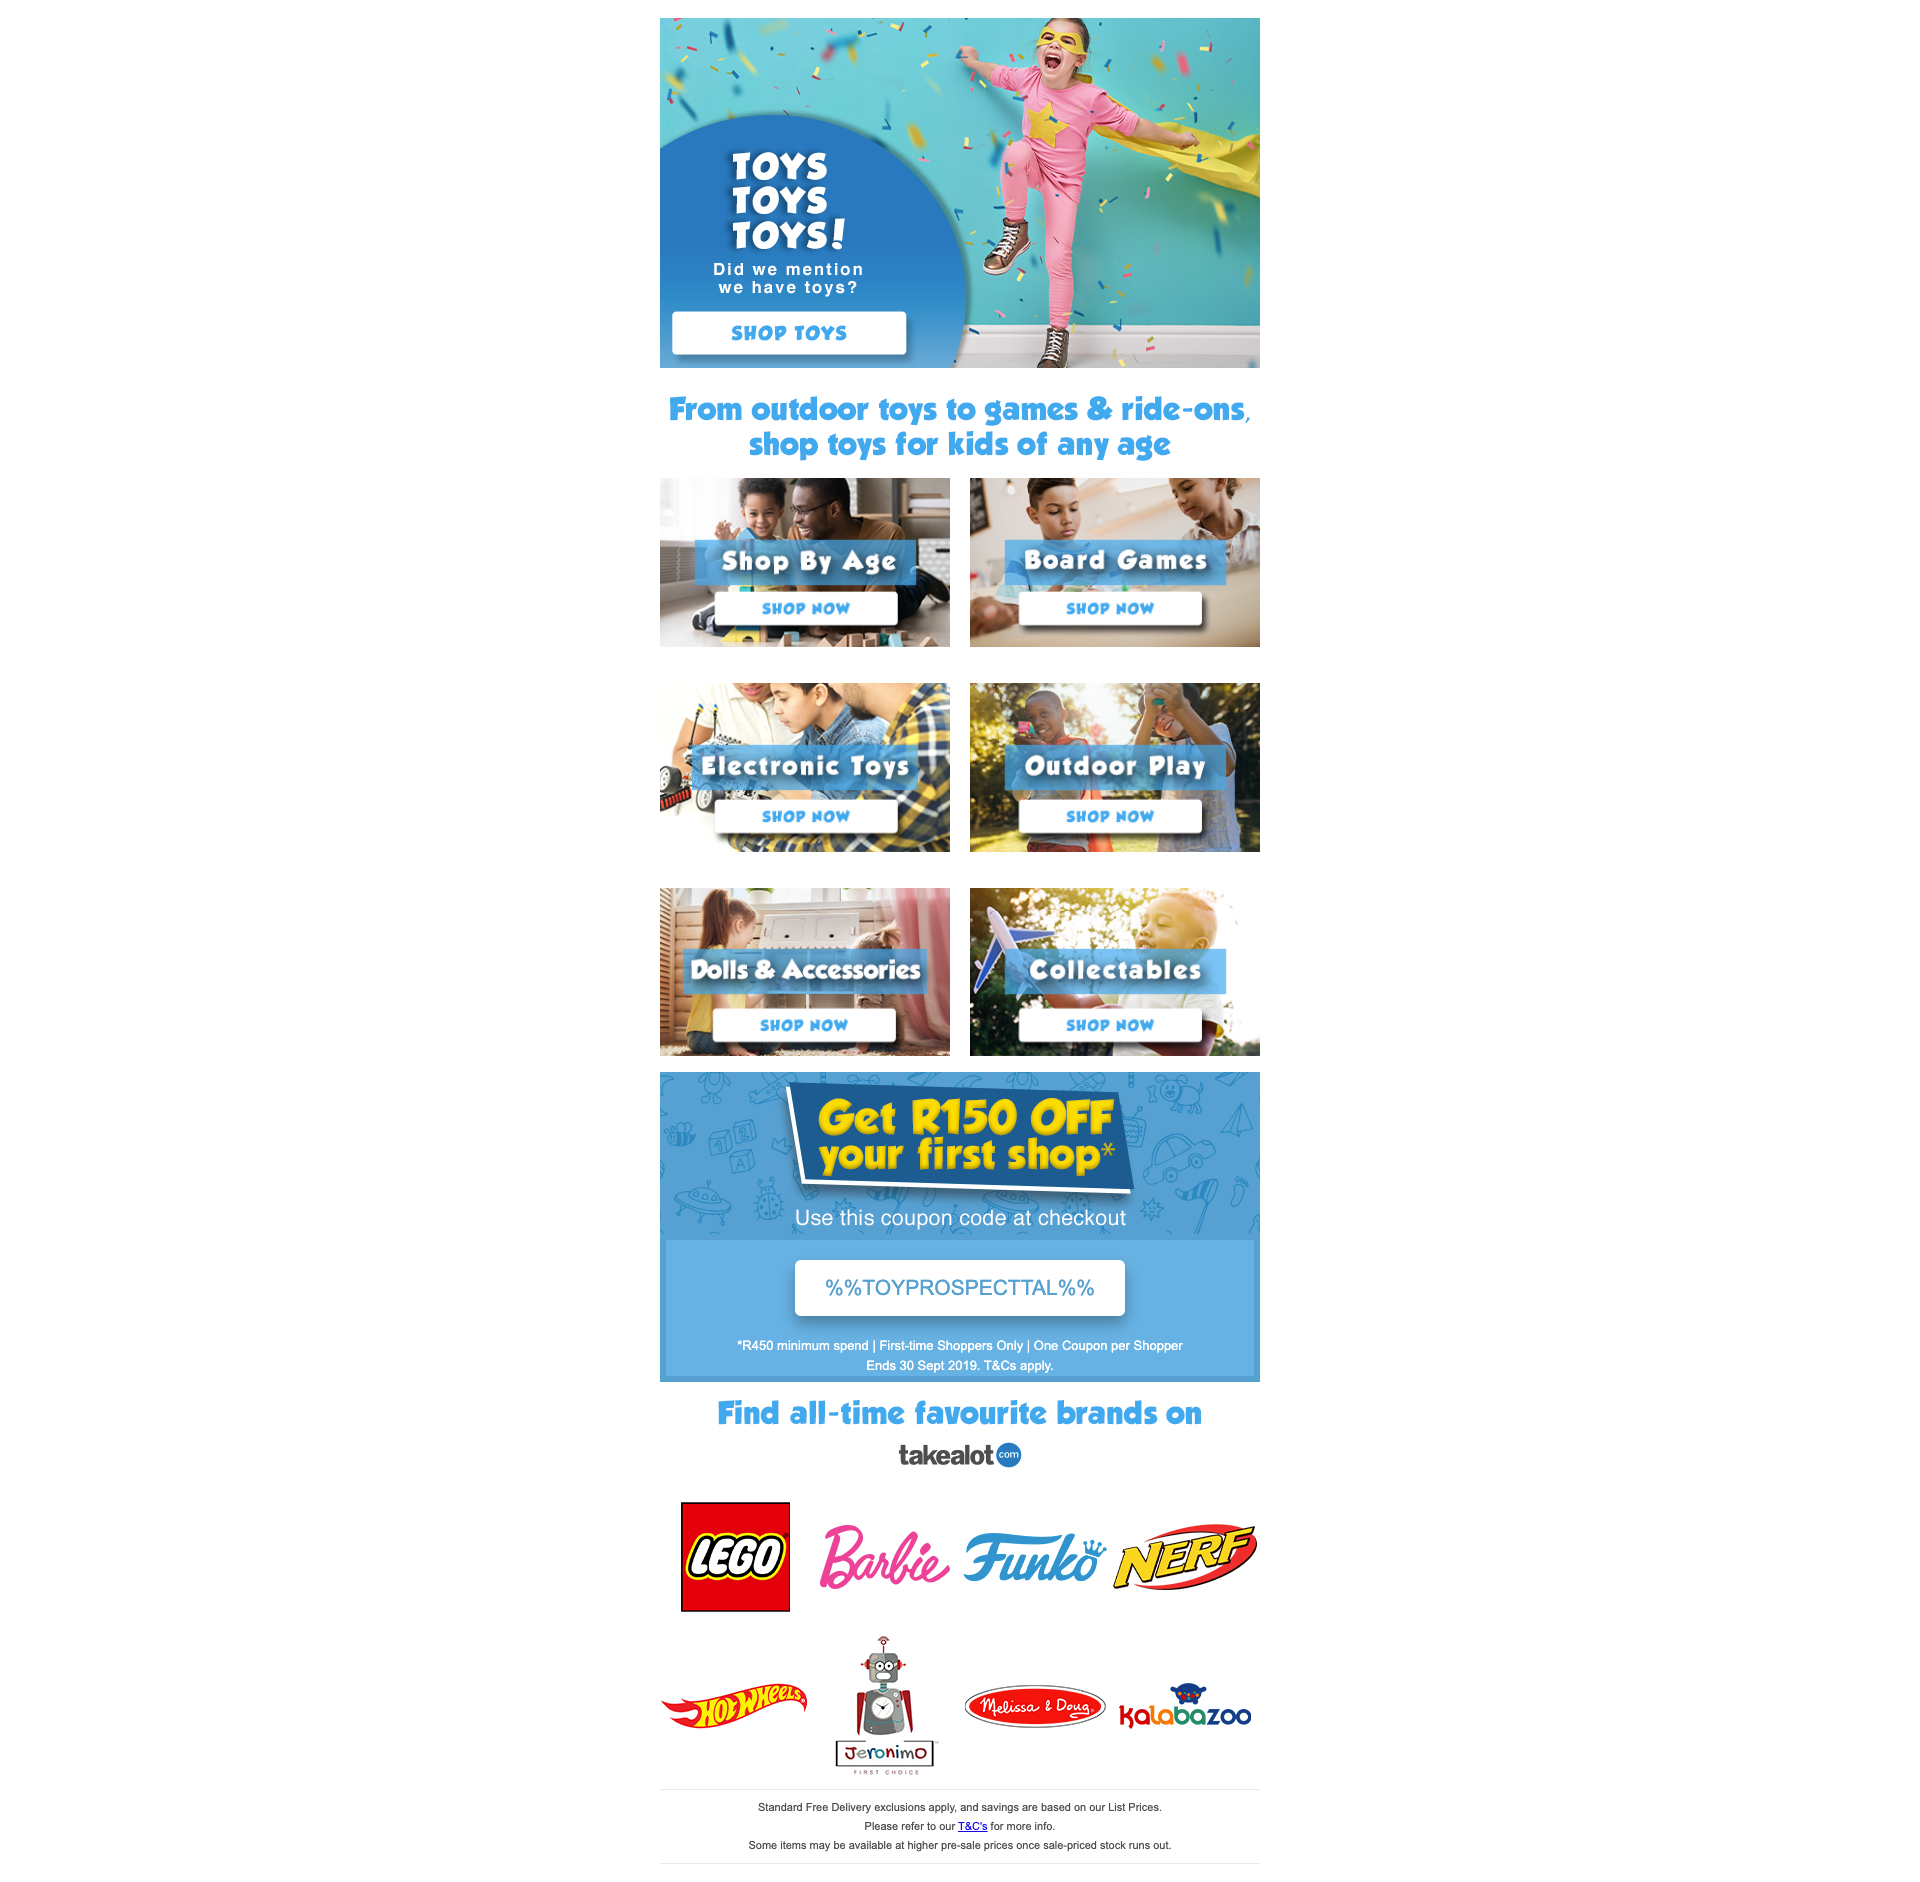 TOYS
TOYS
TOYS!
Did we mention
we have toys?
SHOP TOYS
From outdoor toys to games & ride-ons,
shop toys for kids of any age
Shop By Age
SHOP NOW
Board Games
SHOP NOW
Electronic Toys
SHOP NOW
Outdoor Play
SHOP NOW
Dolls & Accessories
SHOP NOW
Collectables
SHOP NOW
Get R150 OFF
your first shop*
Use this coupon code at checkout
%%TOYPROSPECTTAL%%
*R450 minimum spend | First-time Shoppers Only | One Coupon per Shopper
Ends 30 Sept 2019. T&Cs apply.
Find all-time favourite brands on
takealot com
LEGO
Barbie
Funko
NERF
HOT WHEELS
JeronimO
FIRST CHOICE
Melissa & Doug
kalabazoo
Standard Free Delivery exclusions apply, and savings are based on our List Prices.
Please refer to our T&C's for more info.
Some items may be available at higher pre-sale prices once sale-priced stock runs out.